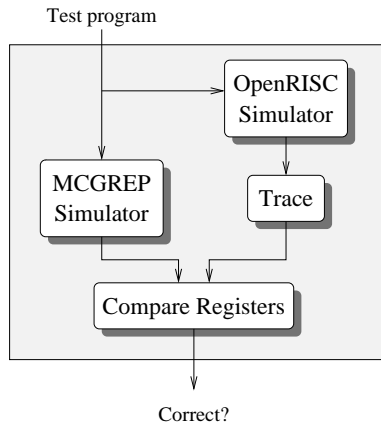 Test program
OpenRISC
Simulator
MCGREP
Simulator
Trace
Compare Registers
Correct?